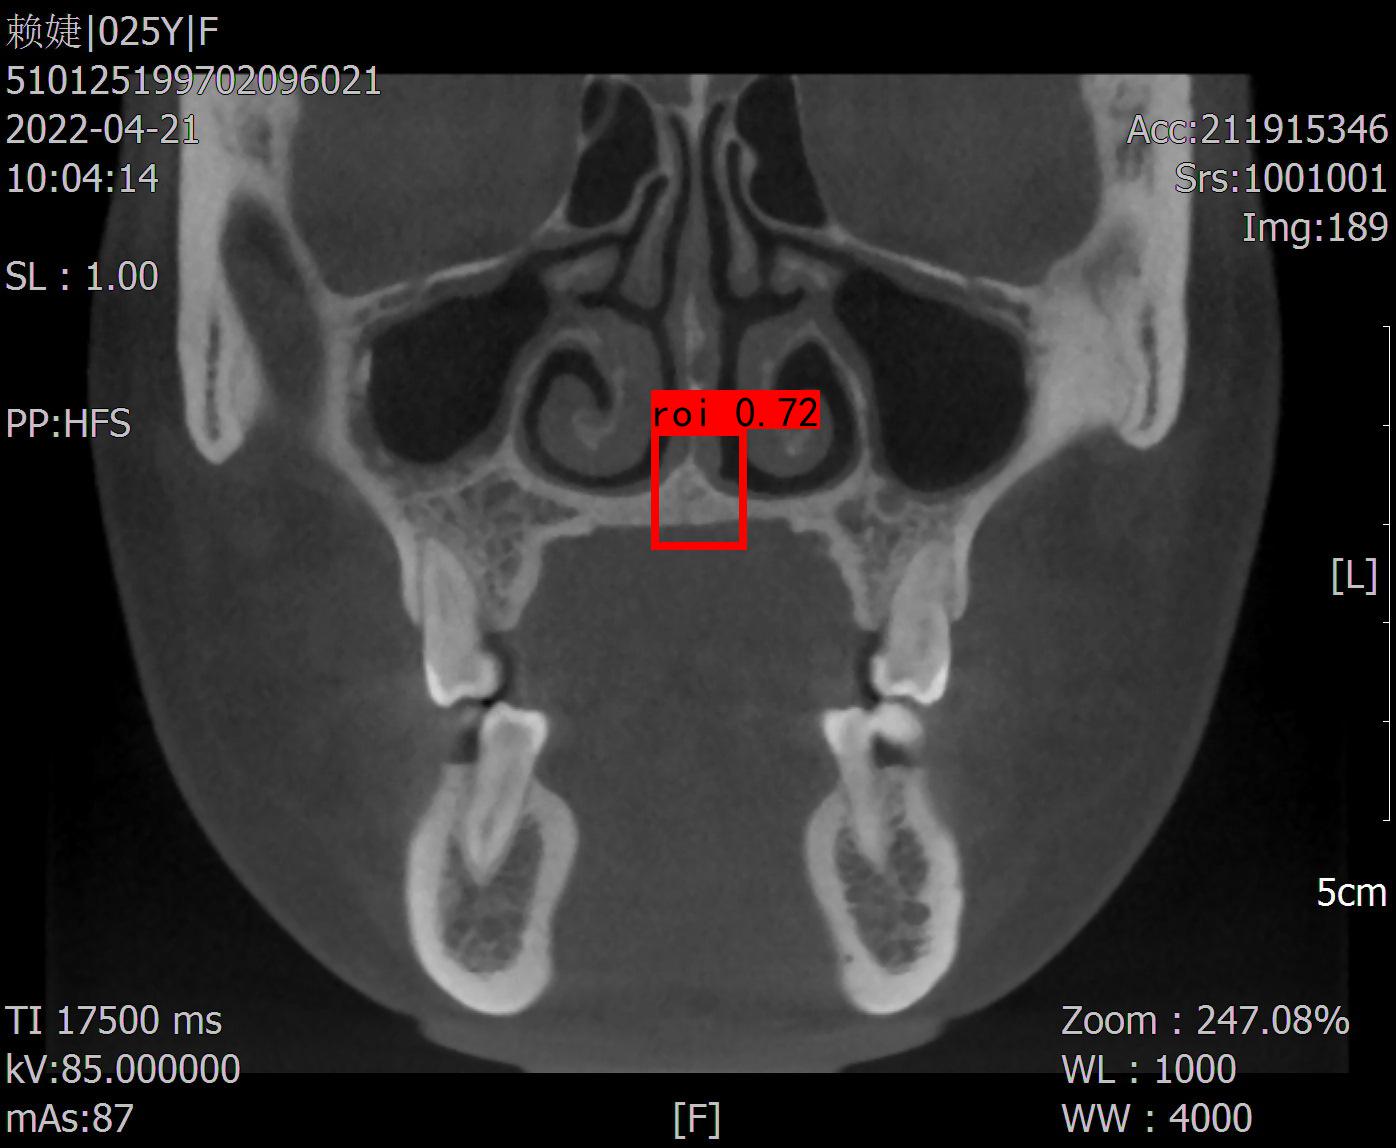 赖婕|025Y|F
510125199702096021
2022-04-21
10:04:14
SL : 1.00
PP:HFS
Acc:211915346
Srs:1001001
Img:189
roi 0.72
[L]
5cm
TI 17500 ms
kV:85.000000
mAs:87
[F]
Zoom : 247.08%
WL : 1000
WW : 4000